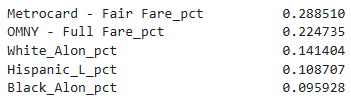 Metrocard - Fair Fare_pct 0.288510
OMNY - Full Fare_pct 0.224735
White_Alon_pct 0.141404
Hispanic_L_pct 0.108707
Black_Alon_pct 0.095928